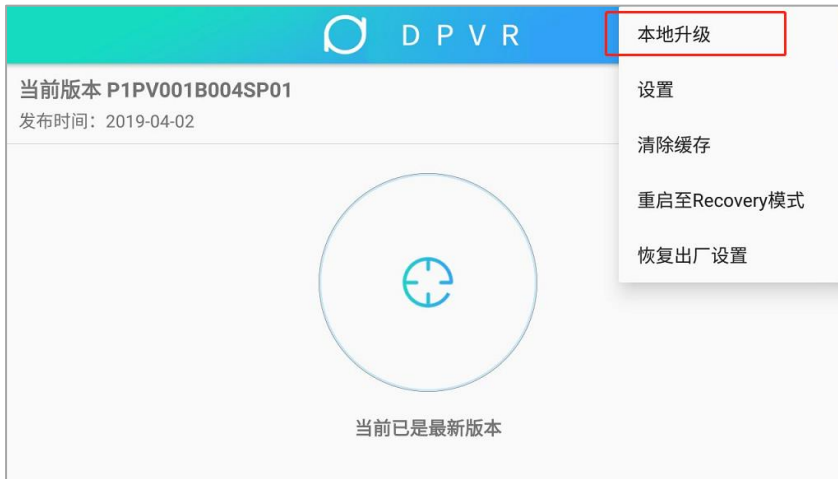 DPVR
本地升级
当前版本 P1PV001B004SP01
设置
发布时间：2019-04-02
清除缓存
重启至Recovery模式
恢复出厂设置
当前已是最新版本